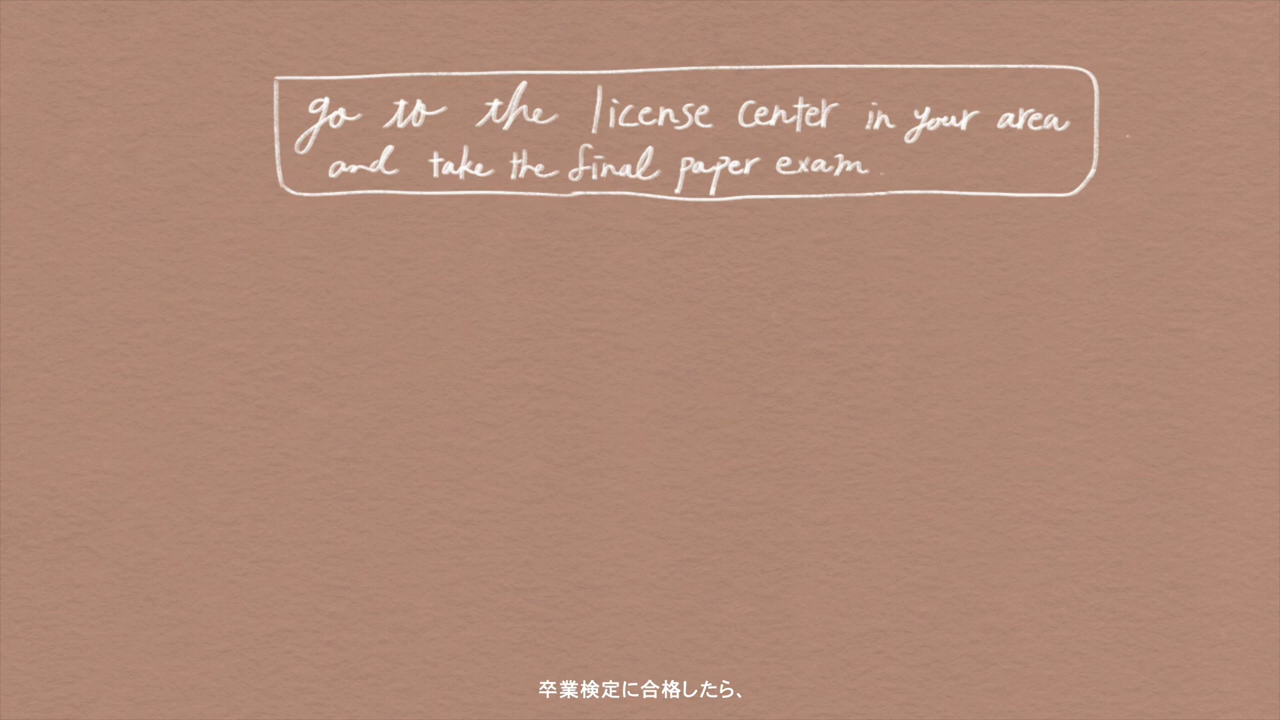 go to the license center in your area
and take the final paper exam.
卒業検定に合格したら、